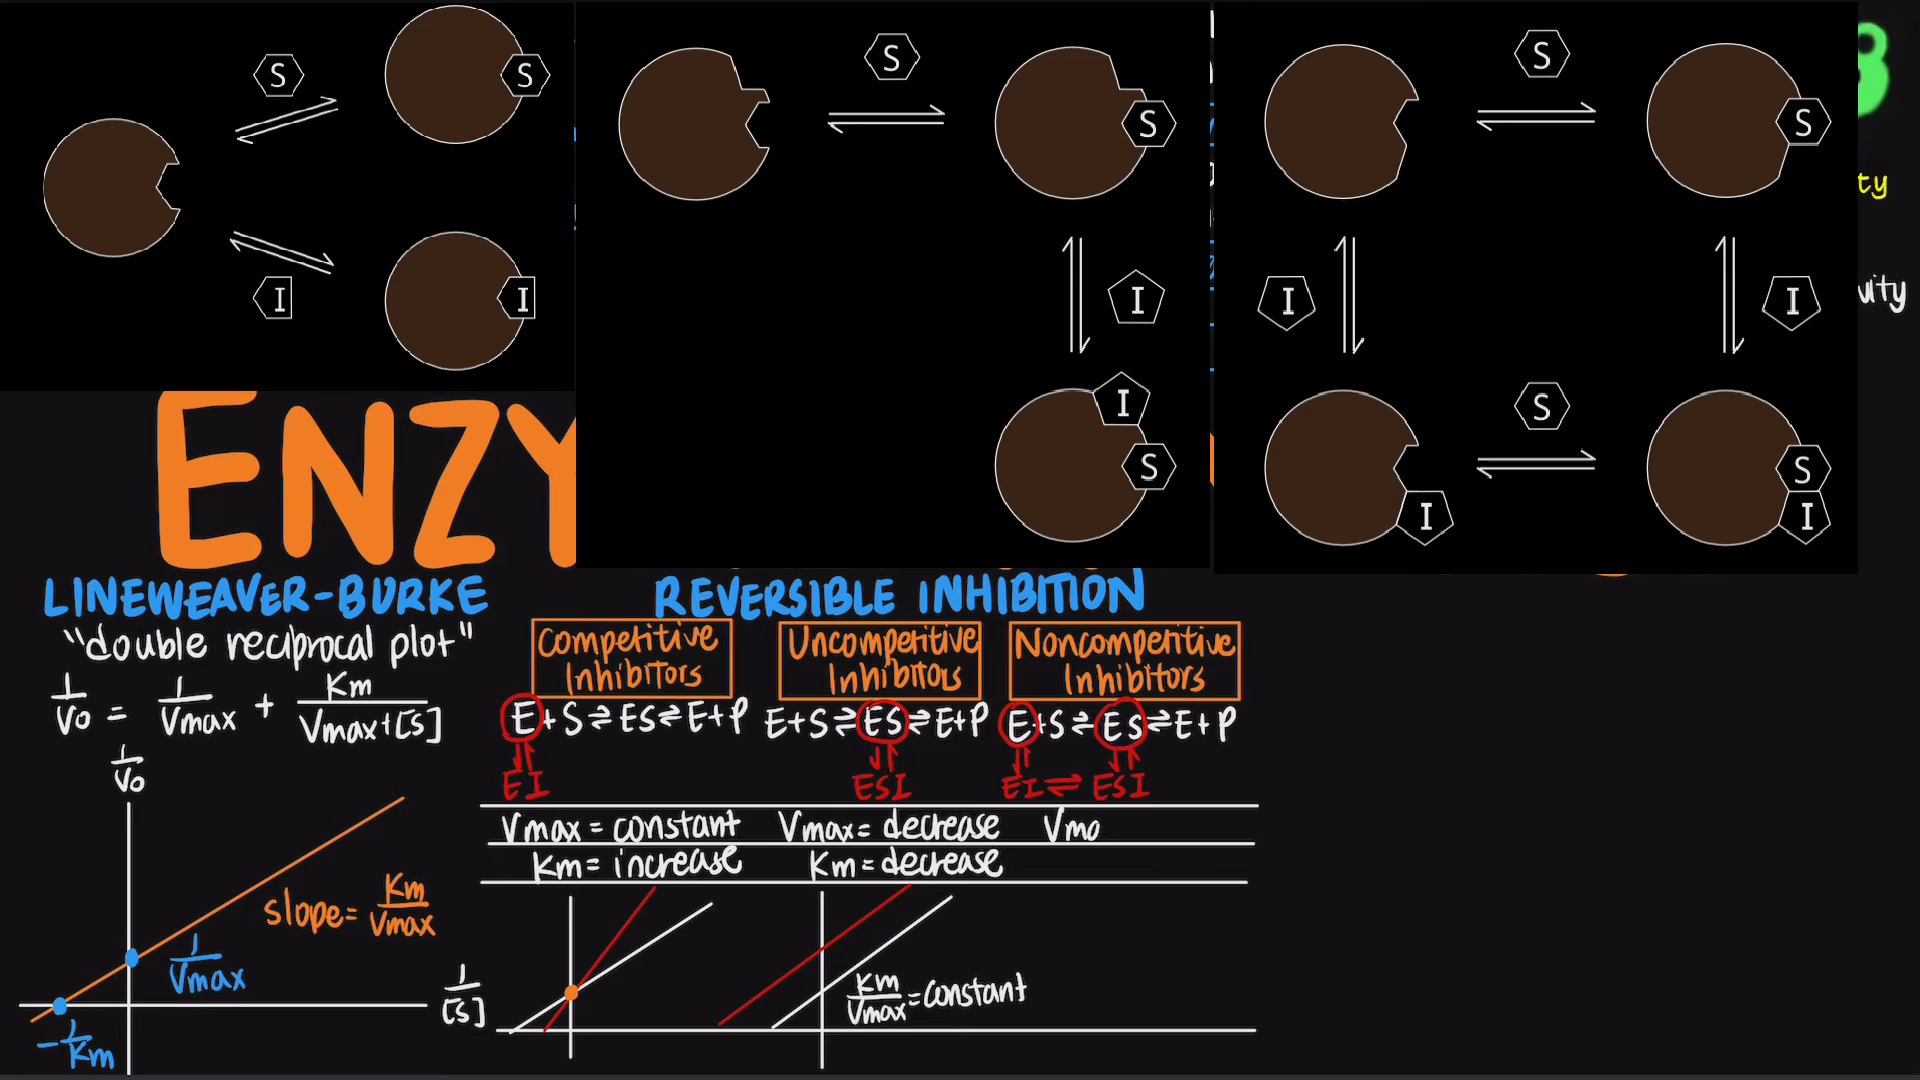 S
S
I
I
S
S
I
I
S
S
S
I
I
S
I
S
I
ty
vity
ENZY
LINEWEAVER-BURKE
"double reciprocal plot"
1/Vo = 1/Vmax + Km/Vmax+[S]
1/Vo
slope = Km/Vmax
1/Vmax
-1/Km
1/[S]
REVERSIBLE INHIBITION
Competitive Inhibitors
E+S⇌ES⇌E+P
EI
Vmax = constant
Km = increase
Uncompetitive Inhibitors
E+S⇌ES⇌E+P
ESI
Vmax = decrease
Km = decrease
Km/Vmax = constant
Noncompetitive Inhibitors
E+S⇌ES⇌E+P
EI⇌ESI
Vma